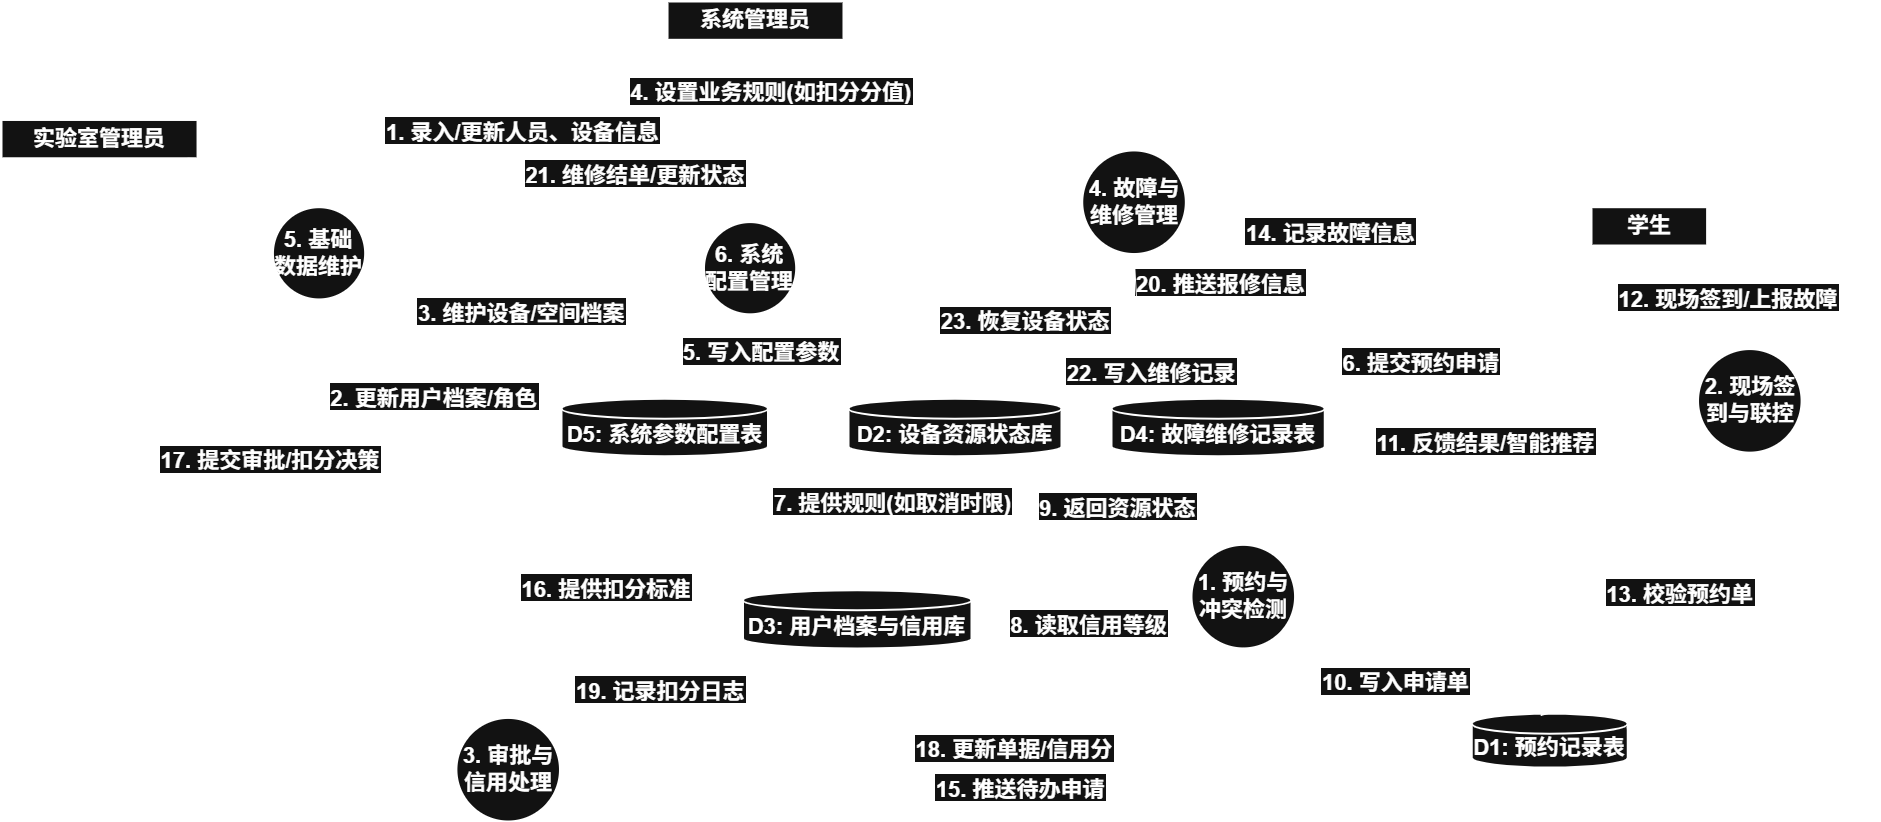 系统管理员
4. 设置业务规则(如扣分分值)
1. 录入/更新人员、设备信息
实验室管理员
21. 维修结单/更新状态
4. 故障与
维修管理
14. 记录故障信息
学生
5. 基础
数据维护
6. 系统
配置管理
20. 推送报修信息
12. 现场签到/上报故障
3. 维护设备/空间档案
23. 恢复设备状态
5. 写入配置参数
6. 提交预约申请
22. 写入维修记录
2. 更新用户档案/角色
2. 现场签
到与联控
D5: 系统参数配置表
D2: 设备资源状态库
D4: 故障维修记录表
11. 反馈结果/智能推荐
17. 提交审批/扣分决策
7. 提供规则(如取消时限)
9. 返回资源状态
16. 提供扣分标准
1. 预约与
冲突检测
13. 校验预约单
D3: 用户档案与信用库
8. 读取信用等级
19. 记录扣分日志
10. 写入申请单
3. 审批与
信用处理
18. 更新单据/信用分
D1: 预约记录表
15. 推送待办申请